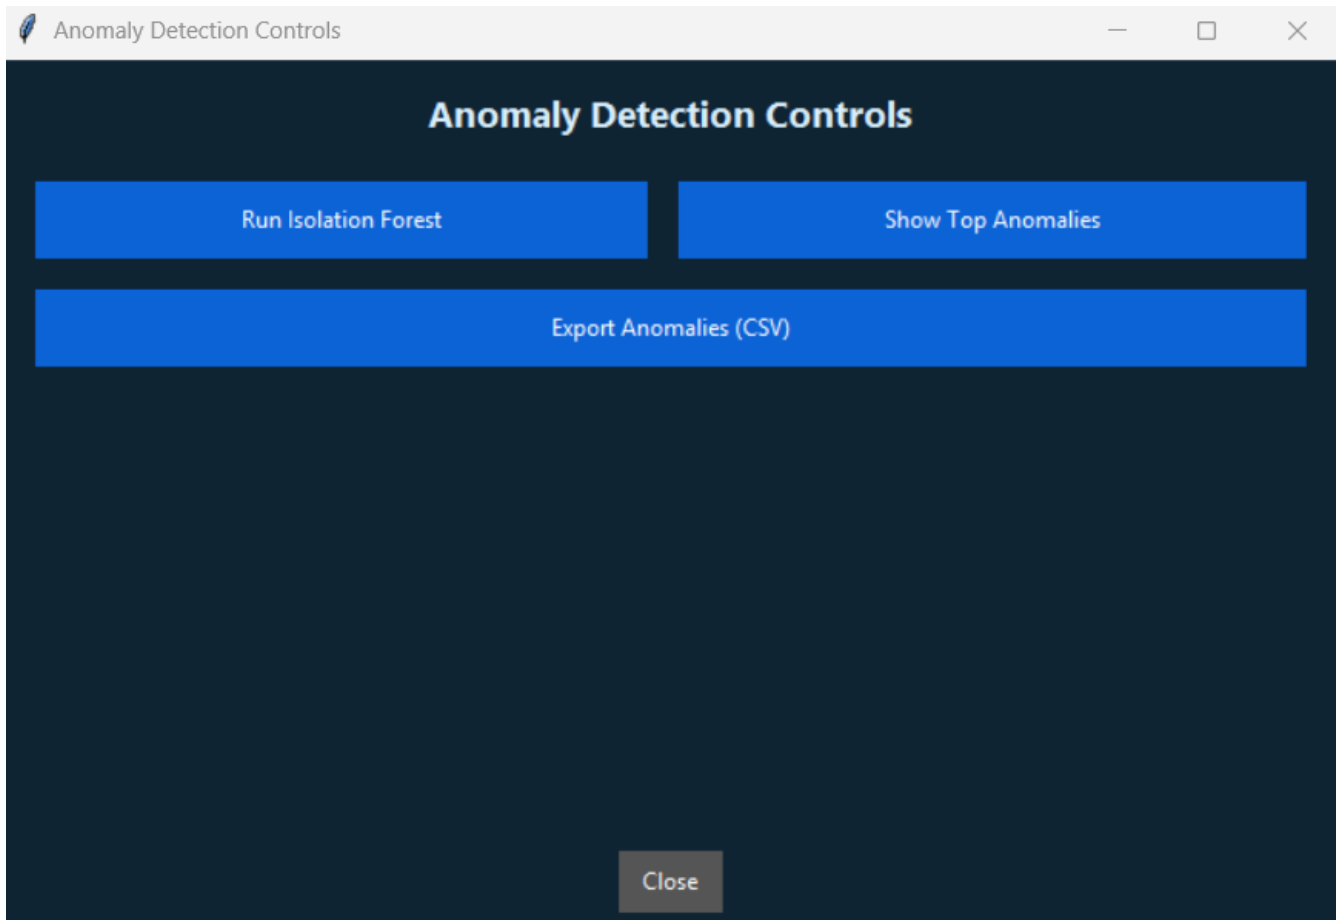 Anomaly Detection Controls
Anomaly Detection Controls
Run Isolation Forest
Show Top Anomalies
Export Anomalies (CSV)
Close